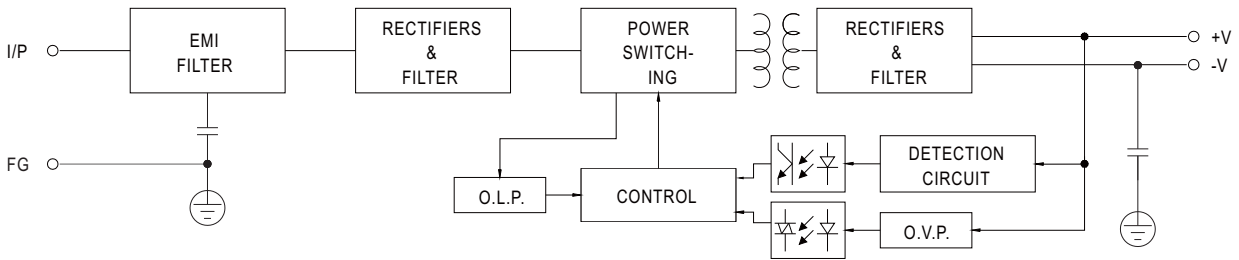 I/P
EMI
FILTER
RECTIFIERS
&
FILTER
POWER
SWITCH-
ING
RECTIFIERS
&
FILTER
+V
-V
FG
O.L.P.
CONTROL
DETECTION
CIRCUIT
O.V.P.